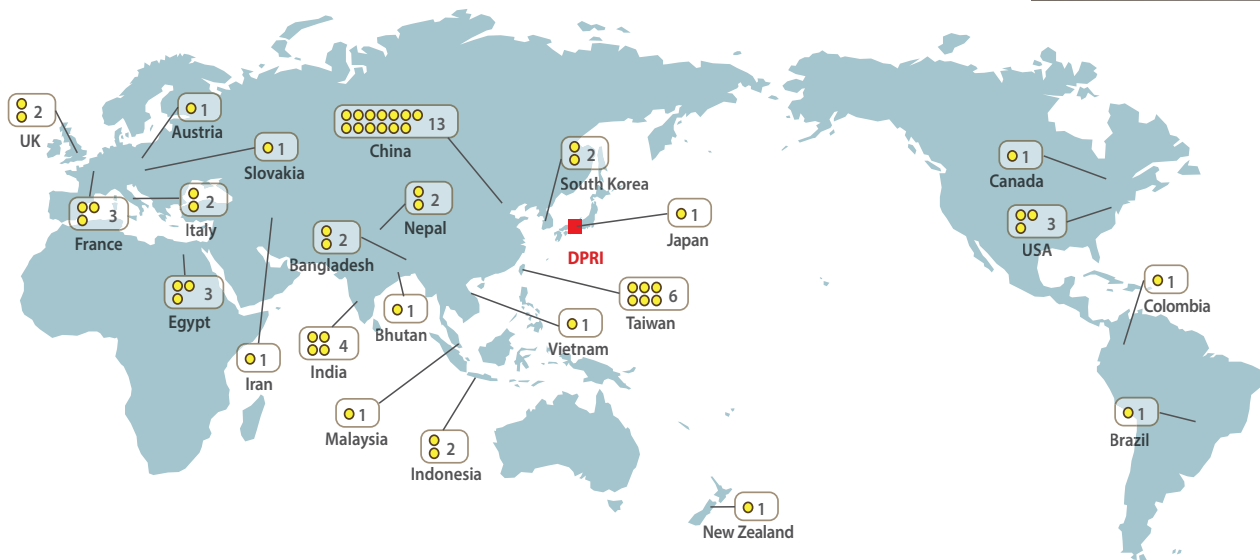 2
UK
1
Austria
1
Slovakia
13
China
2
South Korea
1
Canada
3
France
2
Italy
2
Nepal
2
Bangladesh
1
Japan
DPRI
3
USA
3
Egypt
1
Bhutan
6
Taiwan
1
Colombia
1
Iran
4
India
1
Vietnam
1
Malaysia
2
Indonesia
1
Brazil
1
New Zealand